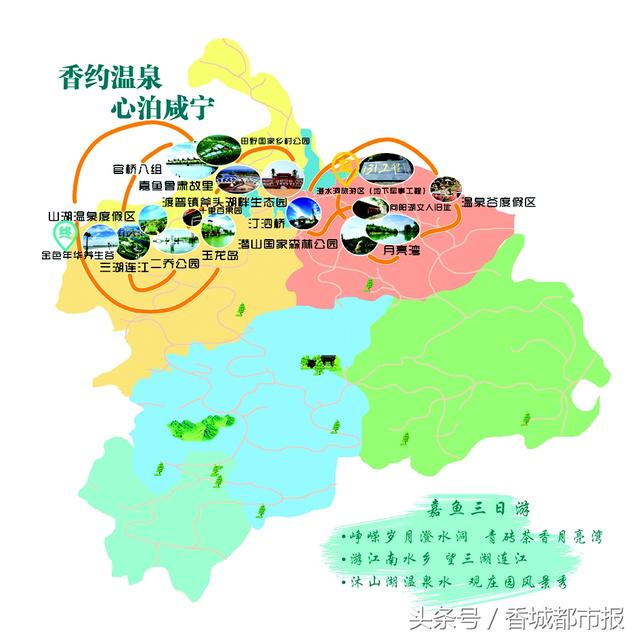 香约温泉
心泊咸宁
田野国家乡村公园
官桥八组
嘉鱼鲁肃故里
131工程
澄水洞旅游区（地下军事工程）
温泉谷度假区
渡普镇斧头湖畔生态园
十里百果园
向阳湖文人旧址
山湖温泉度假区
汀泗桥
终
潜山国家森林公园
金色年华养生谷
三湖连江
二乔公园
玉龙岛
月亮湾
嘉鱼三日游
·峥嵘岁月澄水洞 青砖茶香月亮湾
·游江南水乡 望三湖连江
·沐山湖温泉水 观庄园风景秀
头条号／香城都市报